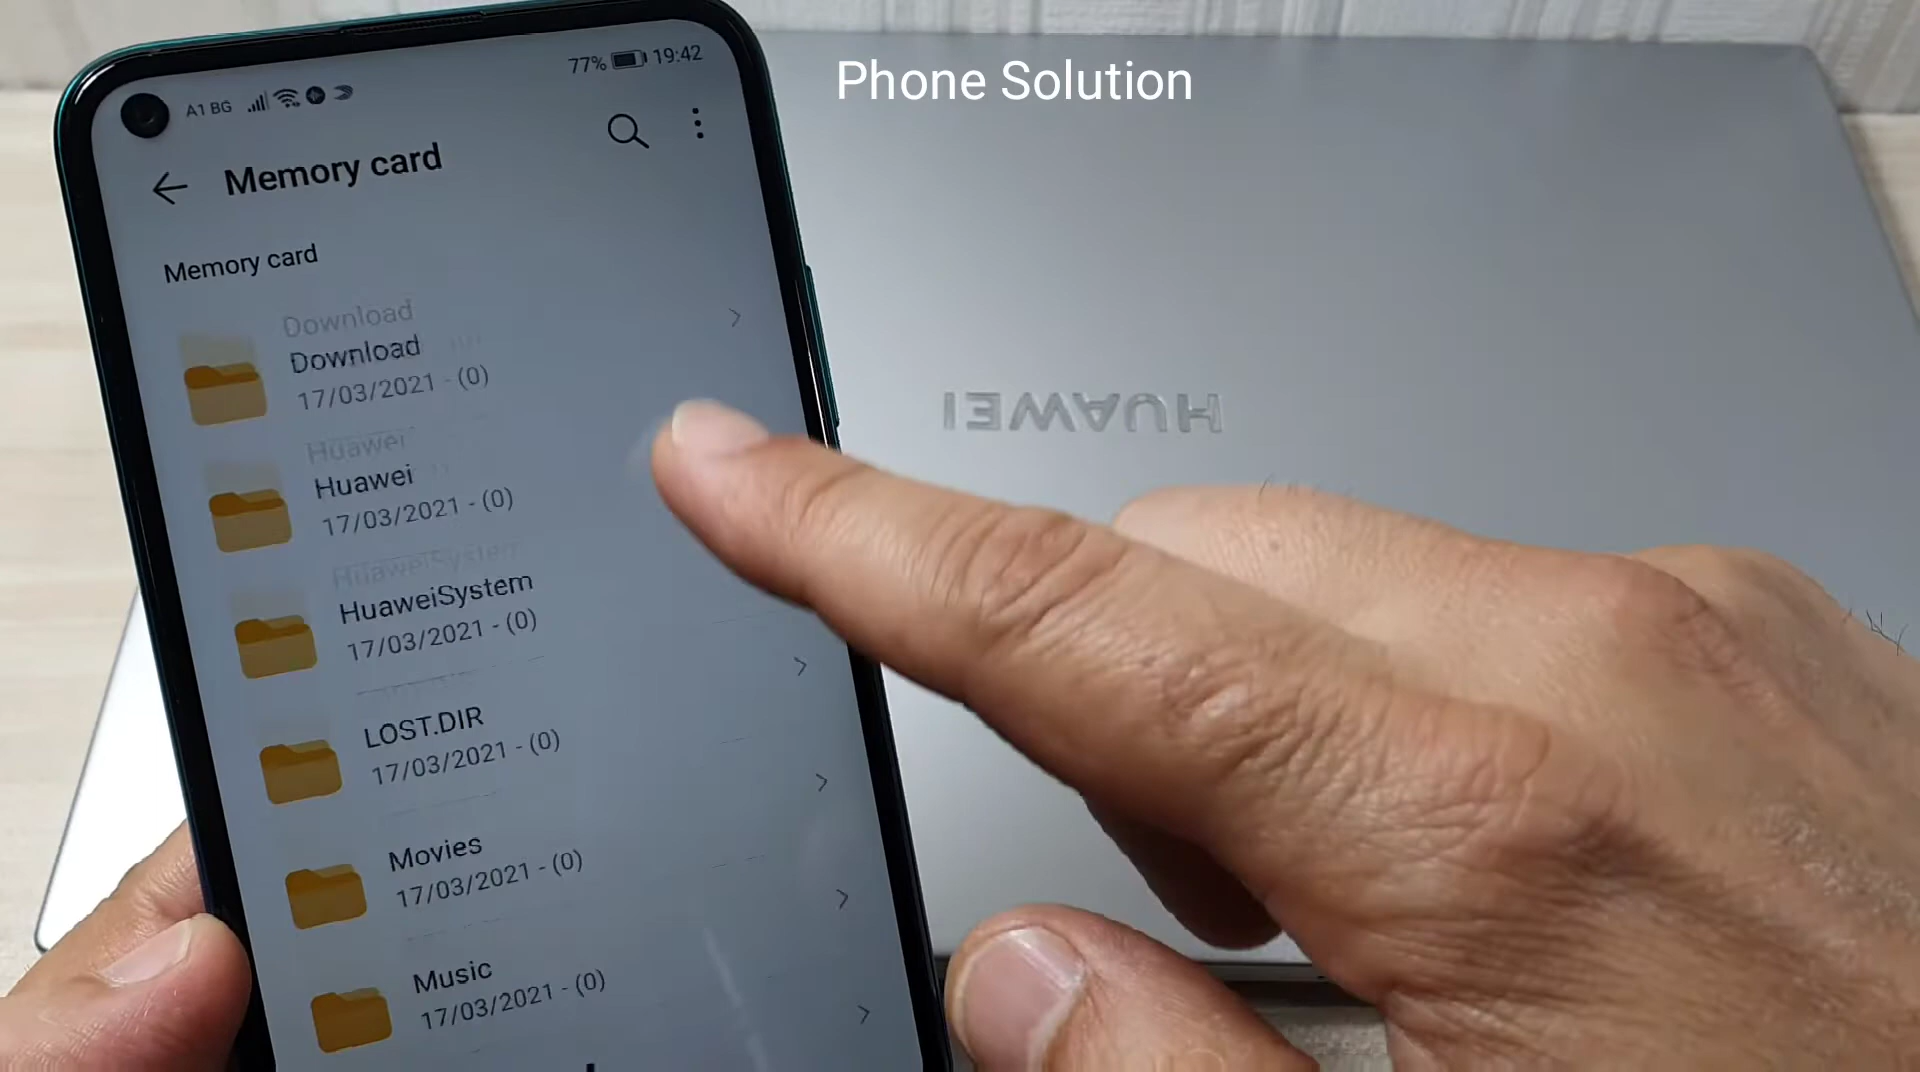 Phone Solution
A1 BG
77%
19:42
Memory card
Memory card
Download
Download
17/03/2021 - (0)
Huawei
Huawei
17/03/2021 - (0)
HuaweiSystem
HuaweiSystem
17/03/2021 - (0)
LOST.DIR
17/03/2021 - (0)
Movies
17/03/2021 - (0)
Music
17/03/2021 - (0)
HUAWEI